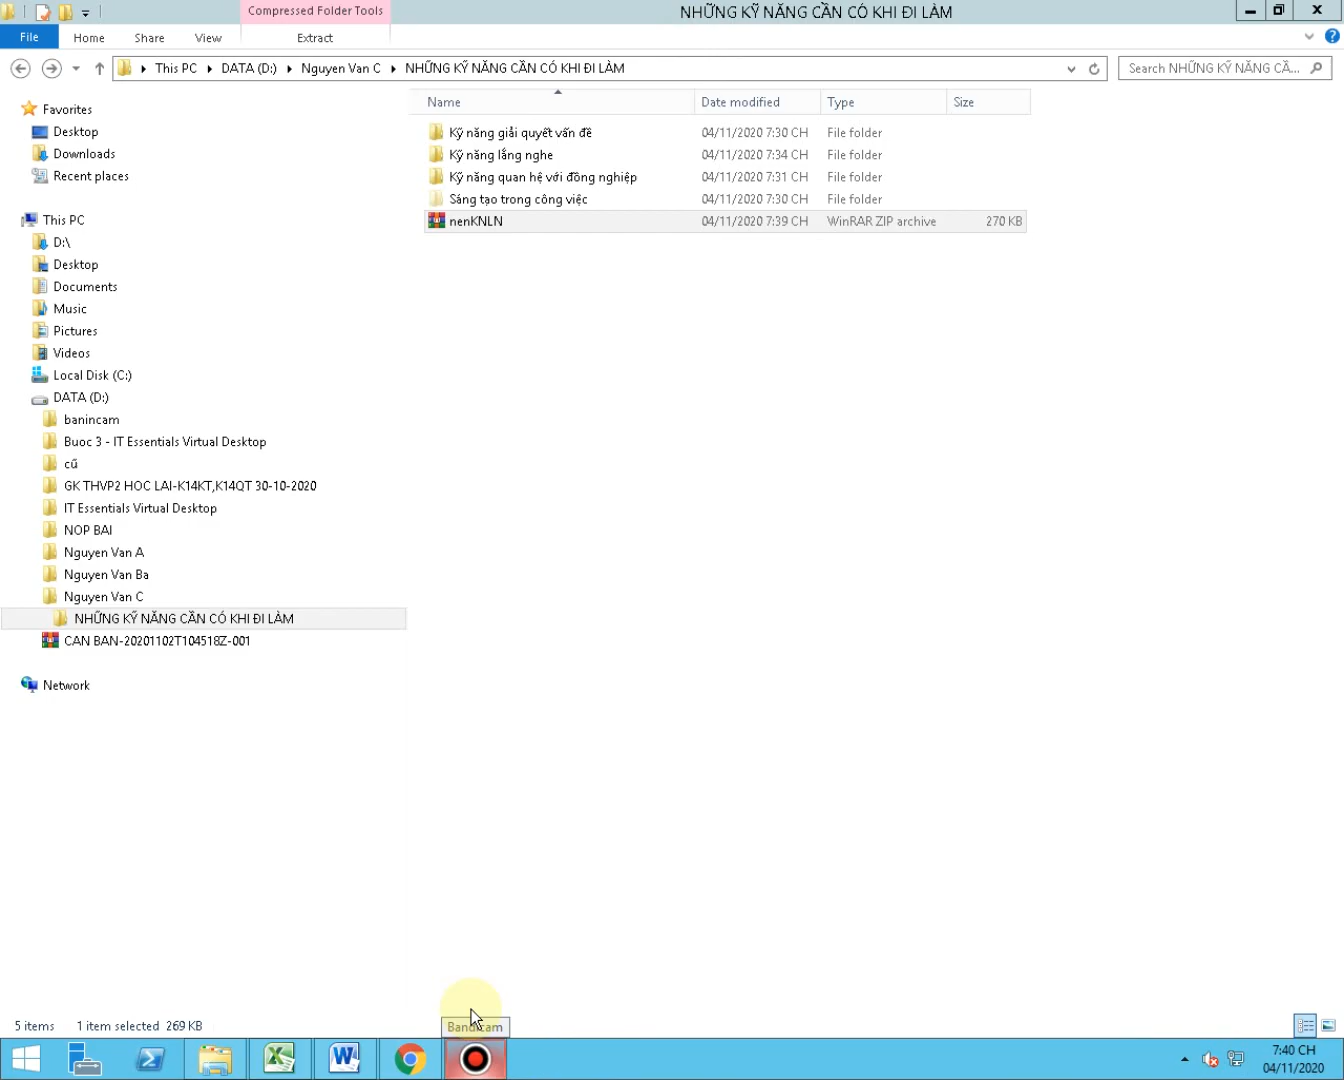 Compressed Folder Tools
NHỮNG KỸ NĂNG CẦN CÓ KHI ĐI LÀM
File Home Share View Extract
This PC DATA (D:) Nguyen Van C NHỮNG KỸ NĂNG CẦN CÓ KHI ĐI LÀM
Search NHỮNG KỸ NĂNG CẦ...
Name Date modified Type Size
Kỹ năng giải quyết vấn đề 04/11/2020 7:30 CH File folder
Kỹ năng lắng nghe 04/11/2020 7:34 CH File folder
Kỹ năng quan hệ với đồng nghiệp 04/11/2020 7:31 CH File folder
Sáng tạo trong công việc 04/11/2020 7:30 CH File folder
nenKNLN 04/11/2020 7:39 CH WinRAR ZIP archive 270 KB
Favorites
Desktop
Downloads
Recent places
This PC
D:\
Desktop
Documents
Music
Pictures
Videos
Local Disk (C:)
DATA (D:)
banincam
Buoc 3 - IT Essentials Virtual Desktop
cũ
GK THVP2 HOC LAI-K14KT,K14QT 30-10-2020
IT Essentials Virtual Desktop
NOP BAI
Nguyen Van A
Nguyen Van Ba
Nguyen Van C
NHỮNG KỸ NĂNG CẦN CÓ KHI ĐI LÀM
CAN BAN-20201102T104518Z-001
Network
5 items 1 item selected 269 KB
Bandicam
7:40 CH
04/11/2020